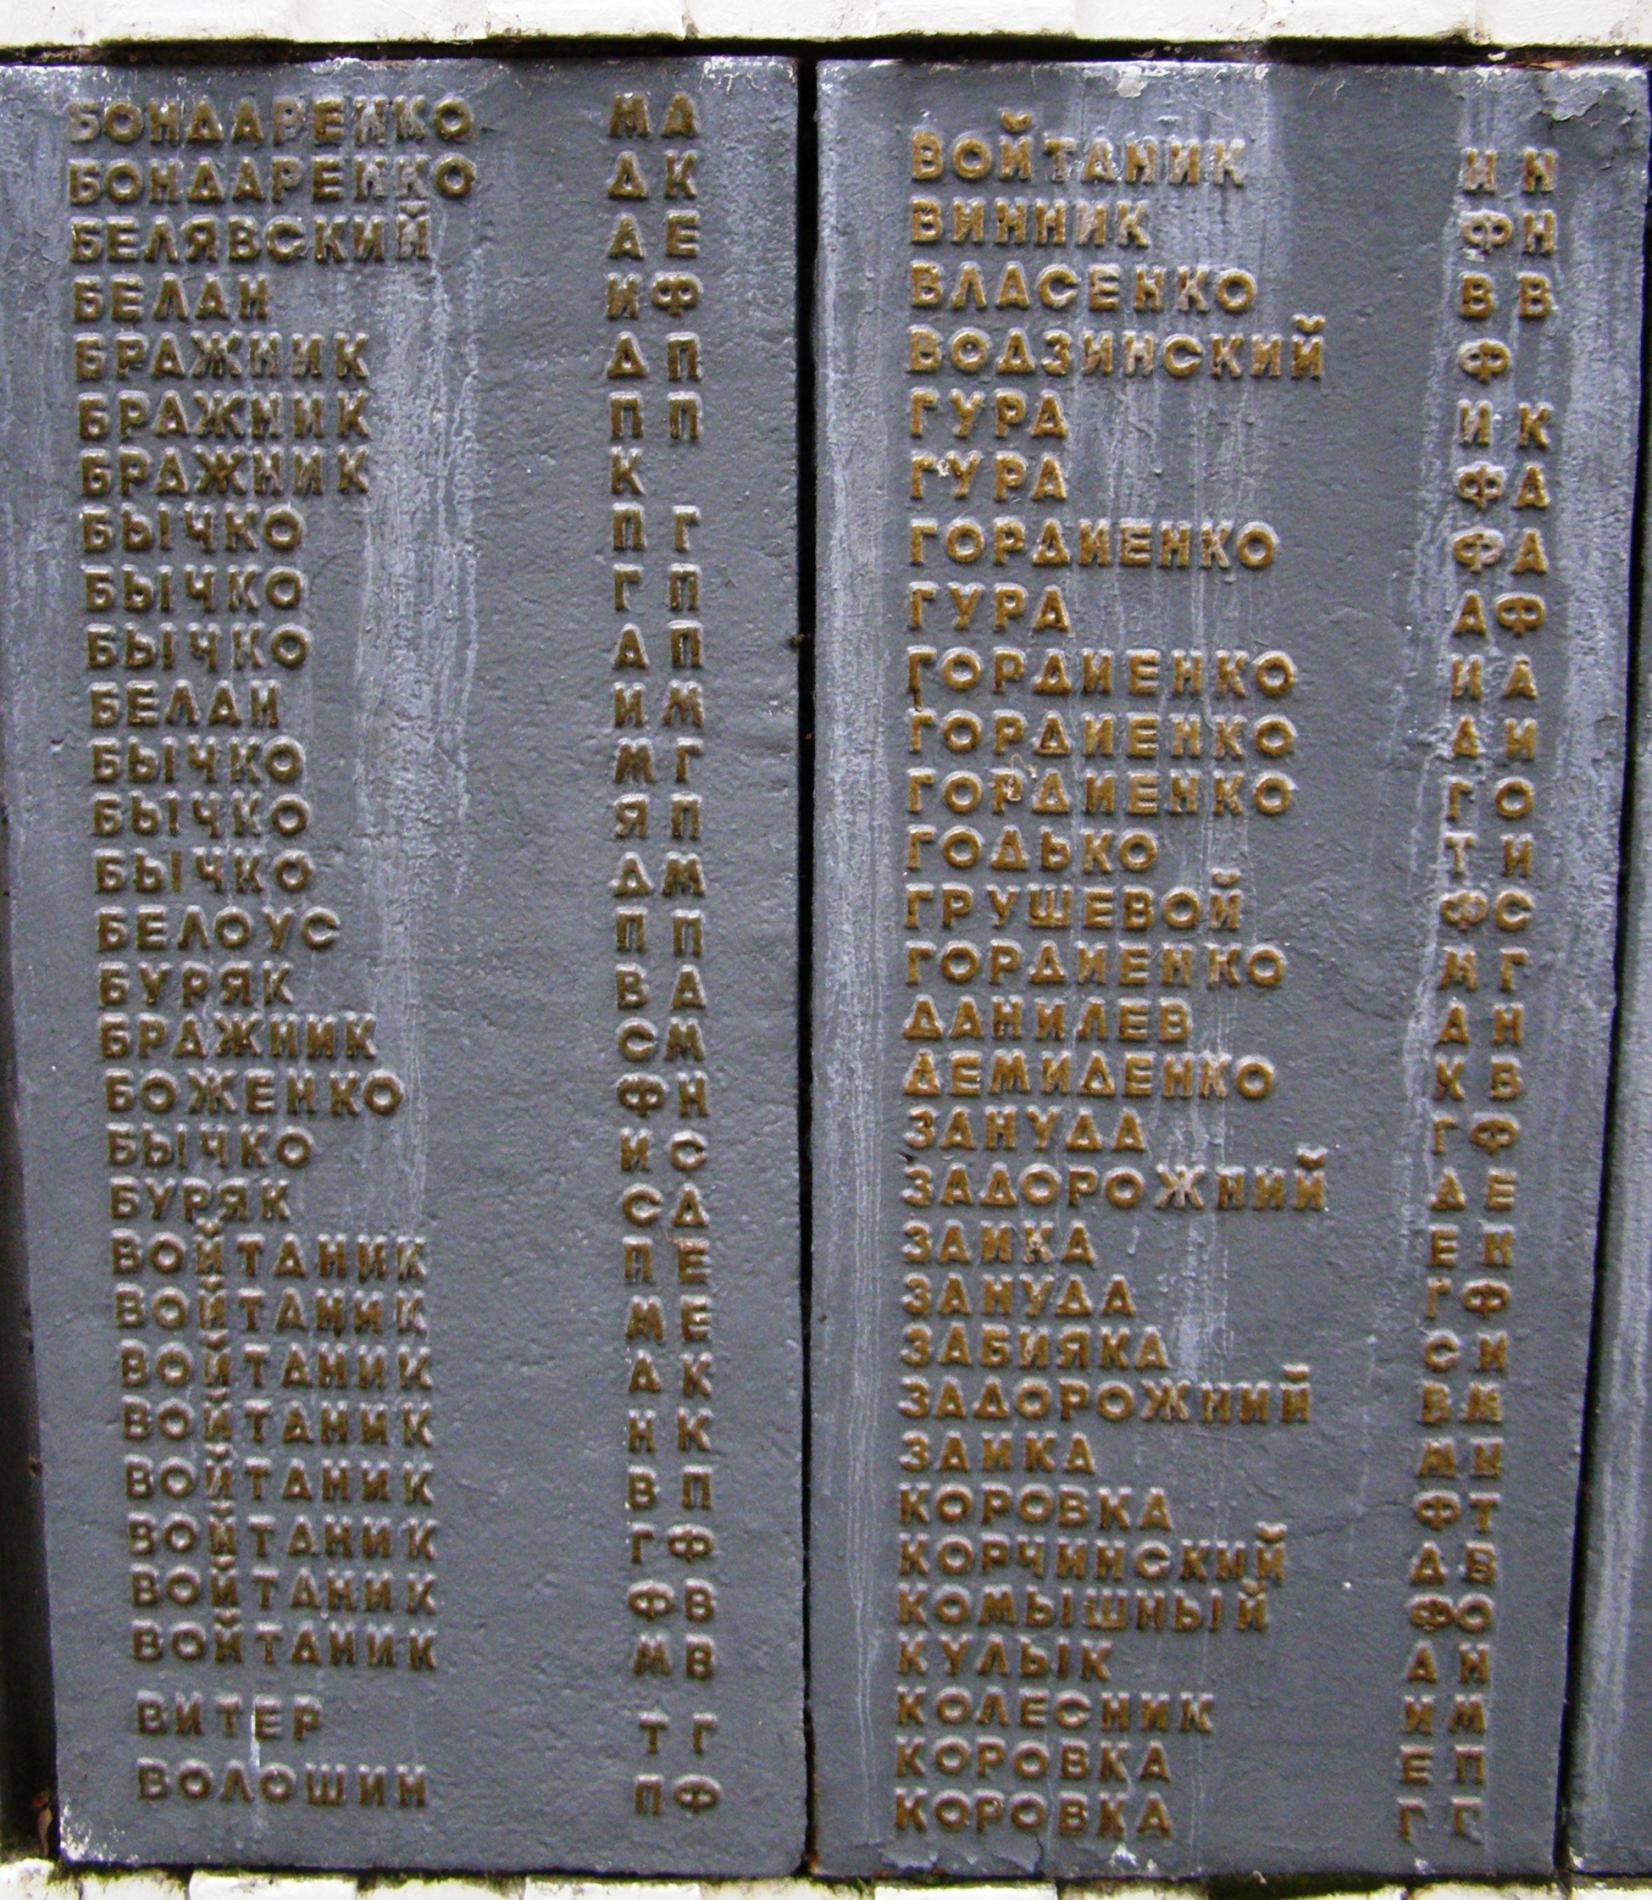 БОНДАРЕНКО М А
БОНДАРЕНКО Д К
БЕЛЯВСКИЙ А Е
БЕЛАН И Ф
БРАЖНИК Д П
БРАЖНИК П П
БРАЖНИК К
БЫЧКО П Г
БЫЧКО Г П
БЫЧКО А П
БЕЛАН И М
БЫЧКО М Г
БЫЧКО Я П
БЫЧКО Д М
БЕЛОУС П П
БУРЯК В А
БРАЖНИК С М
БОЖЕНКО Ф Н
БЫЧКО И С
БУРЯК С Д
ВОЙТАНИК П Е
ВОЙТАНИК М Е
ВОЙТАНИК А К
ВОЙТАНИК Н К
ВОЙТАНИК В П
ВОЙТАНИК Г Ф
ВОЙТАНИК Ф В
ВОЙТАНИК М В
ВИТЕР Т Г
ВОЛОШИН П Ф
ВОЙТАНИК И Н
ВИННИК Ф Н
ВЛАСЕНКО В В
ВОДЗИНСКИЙ Ф
ГУРА И К
ГУРА Ф А
ГОРДИЕНКО Ф А
ГУРА А Ф
ГОРДИЕНКО И А
ГОРДИЕНКО А И
ГОРДИЕНКО Г О
ГОДЬКО Т И
ГРУШЕВОЙ Ф С
ГОРДИЕНКО М Г
ДАНИЛЕВ А Н
ДЕМИДЕНКО К В
ЗАНУДА Г Ф
ЗАДОРОЖНИЙ Д Е
ЗАИКА Е Н
ЗАНУДА Г Ф
ЗАБИЯКА С И
ЗАДОРОЖНИЙ В М
ЗАИКА М Н
КОРОВКА Ф Т
КОРЧИНСКИЙ Д В
КОМЫШНЫЙ Ф О
КУЛЫК А Н
КОЛЕСНИК И М
КОРОВКА Е П
КОРОВКА Г Г